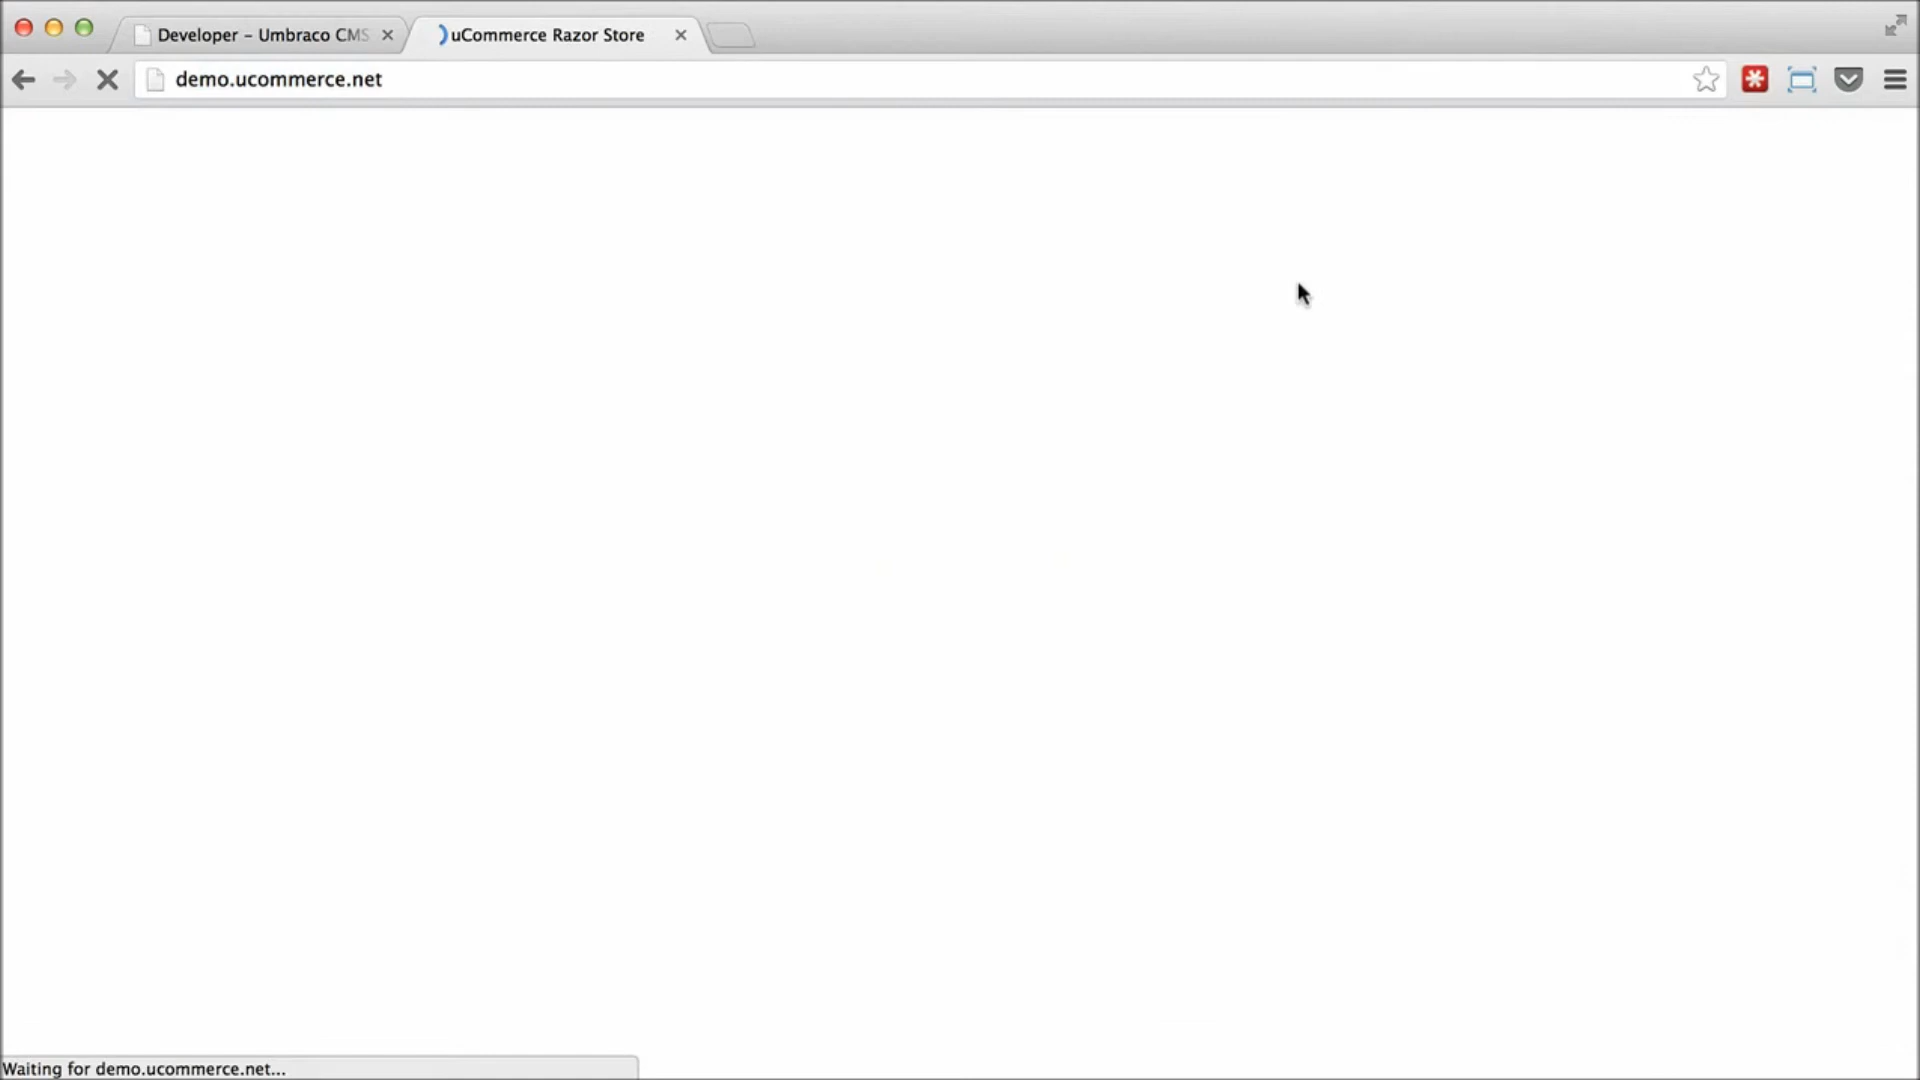 Developer – Umbraco CMS
uCommerce Razor Store
demo.ucommerce.net
Waiting for demo.ucommerce.net...